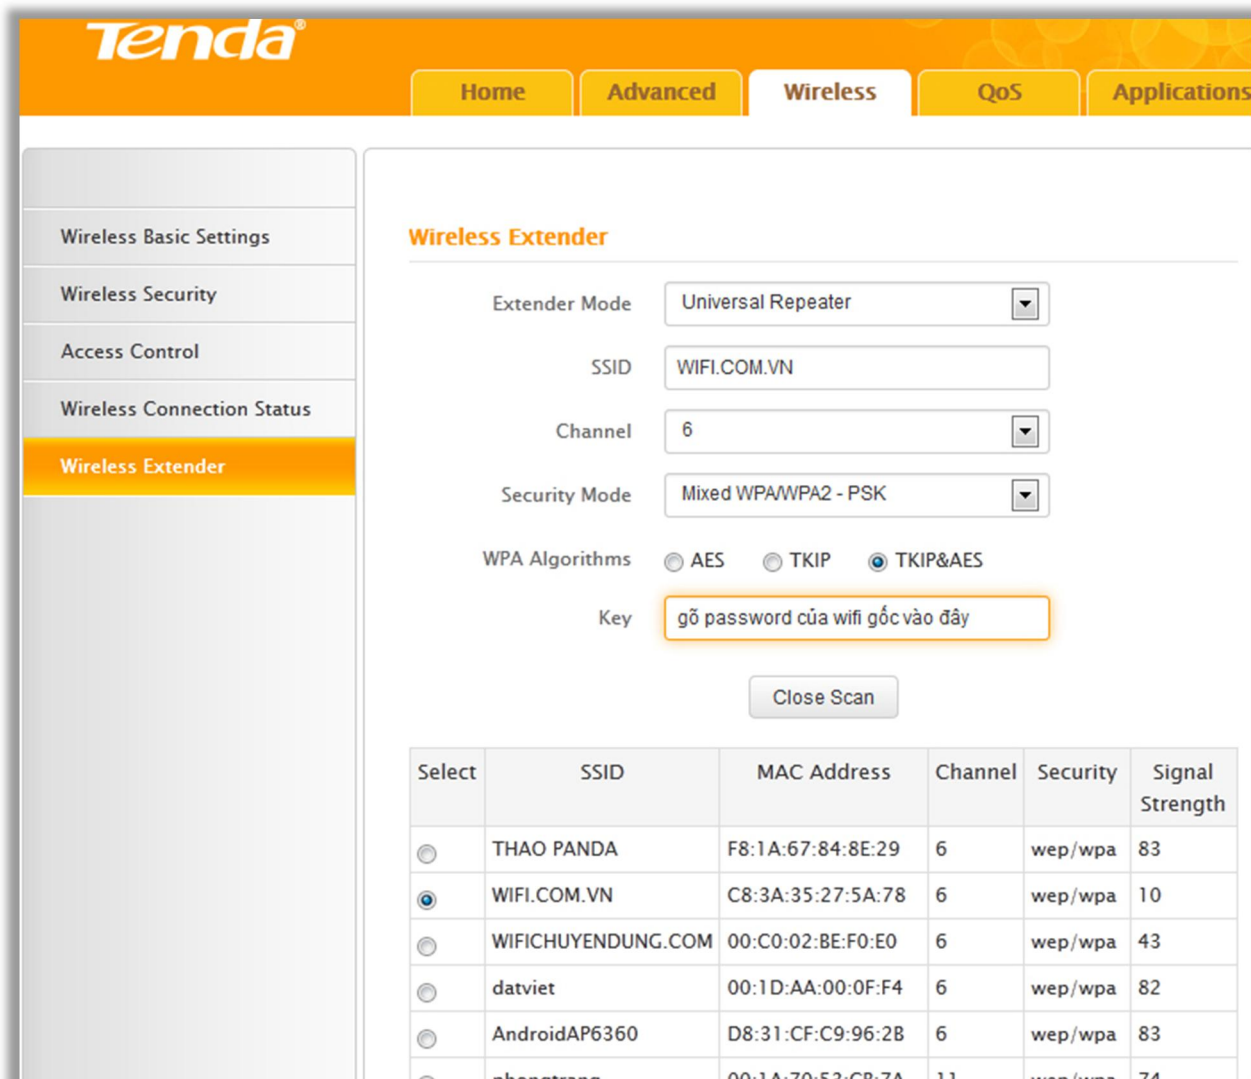 Tenda®
Home Advanced Wireless QoS Applications
Wireless Basic Settings
Wireless Security
Access Control
Wireless Connection Status
Wireless Extender
Wireless Extender
Extender Mode Universal Repeater
SSID WIFI.COM.VN
Channel 6
Security Mode Mixed WPA/WPA2 - PSK
WPA Algorithms AES TKIP TKIP&AES
Key gõ password của wifi gốc vào đây
Close Scan
Select SSID MAC Address Channel Security Signal
Strength
THAO PANDA F8:1A:67:84:8E:29 6 wep/wpa 83
WIFI.COM.VN C8:3A:35:27:5A:78 6 wep/wpa 10
WIFICHUYENDUNG.COM 00:C0:02:BE:F0:E0 6 wep/wpa 43
datviet 00:1D:AA:00:0F:F4 6 wep/wpa 82
AndroidAP6360 D8:31:CF:C9:96:2B 6 wep/wpa 83